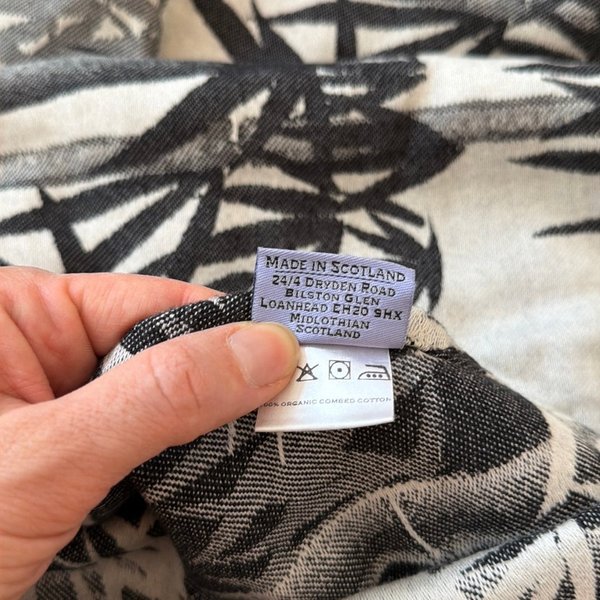 MADE IN SCOTLAND
24/4 DRYDEN ROAD
BILSTON GLEN
LOANHEAD EH20 9HX
MIDLOTHIAN
SCOTLAND
100% ORGANIC COMBED COTTON